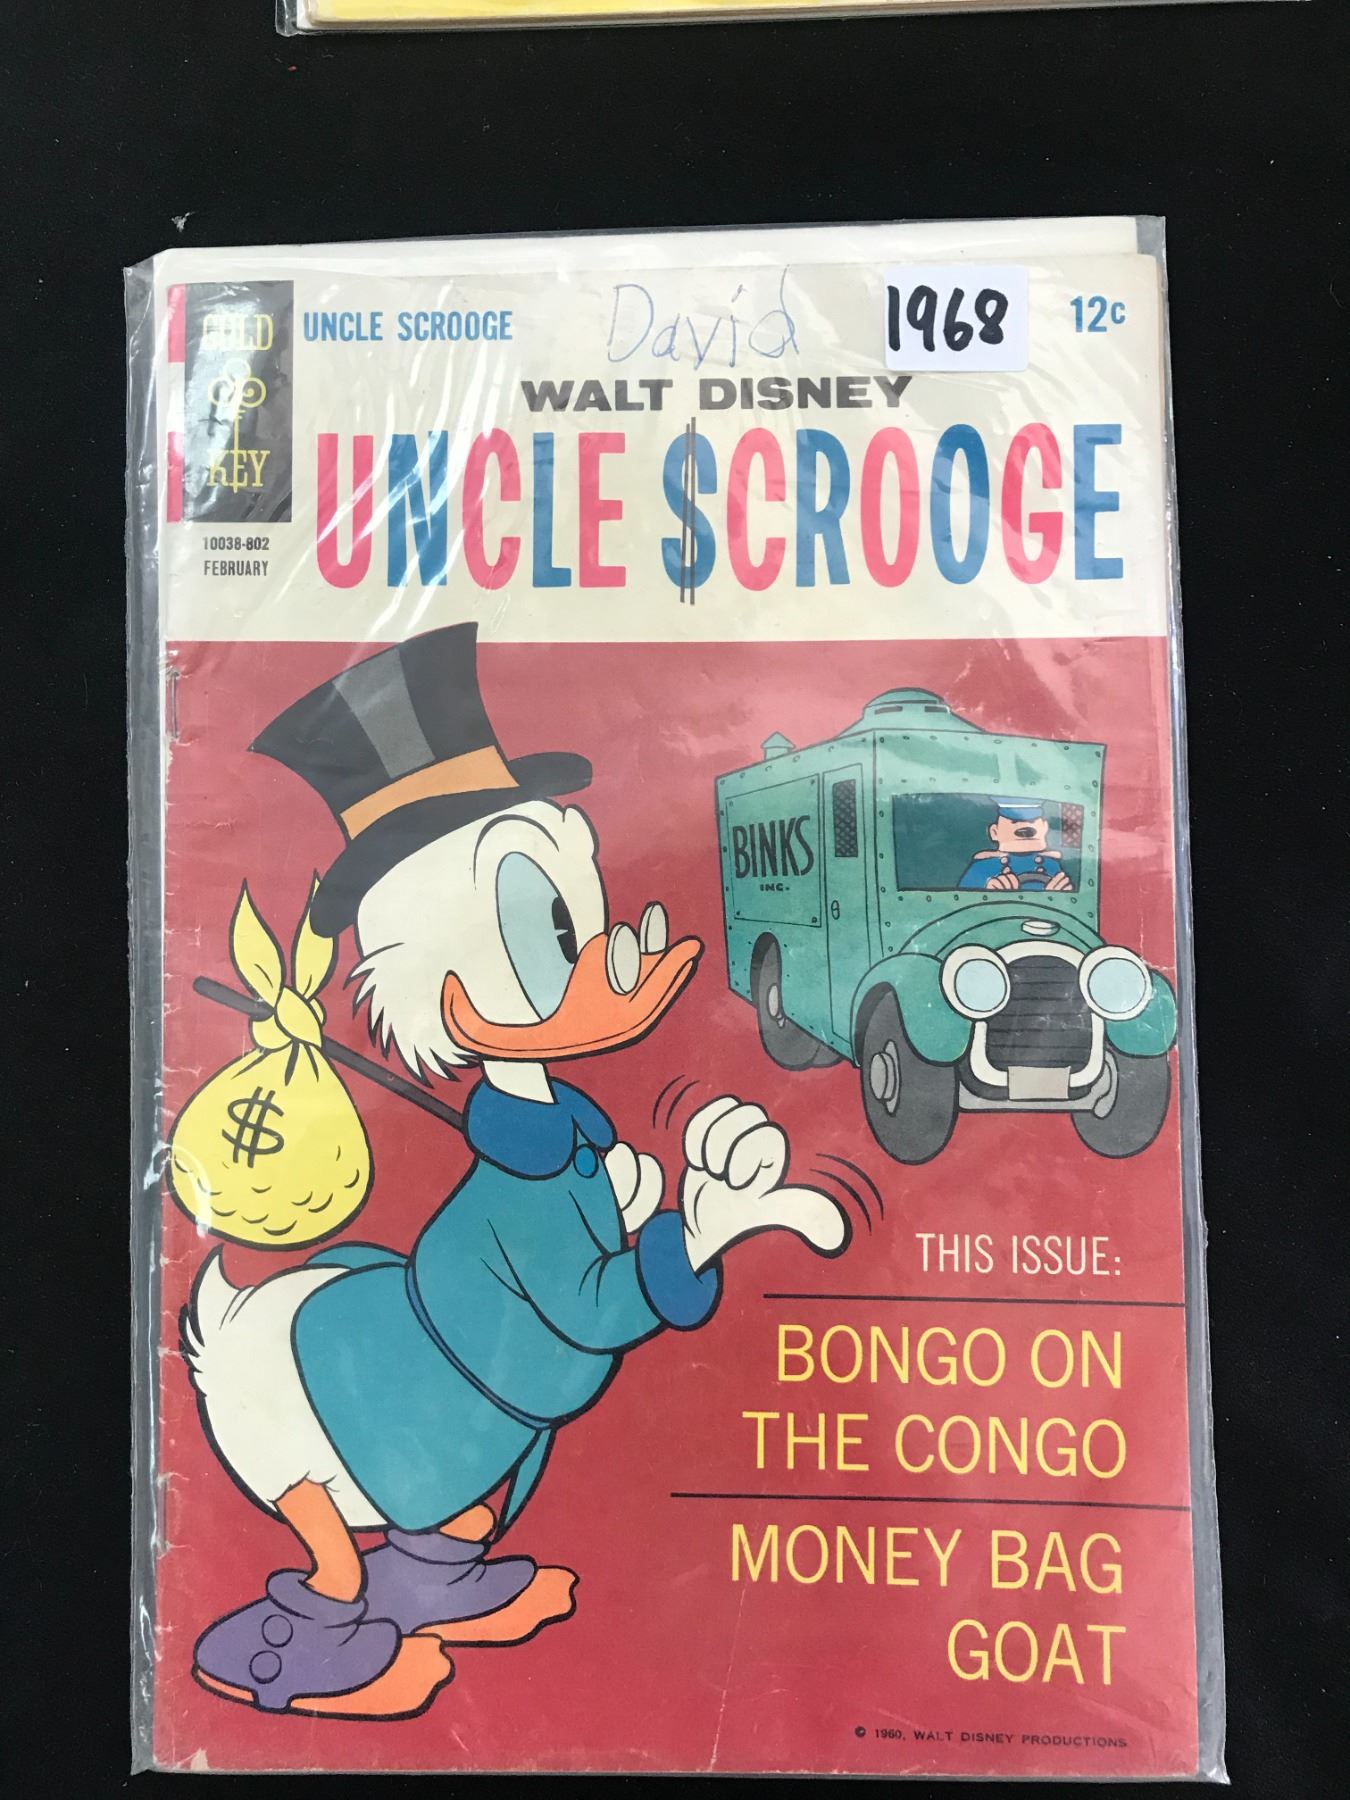 GOLD
KEY
10038-802
FEBRUARY
UNCLE SCROOGE
David
1968
12c
WALT DISNEY
UNCLE $CROOGE
BINKS
INC.
$
THIS ISSUE:
BONGO ON
THE CONGO
MONEY BAG
GOAT
© 1960, WALT DISNEY PRODUCTIONS